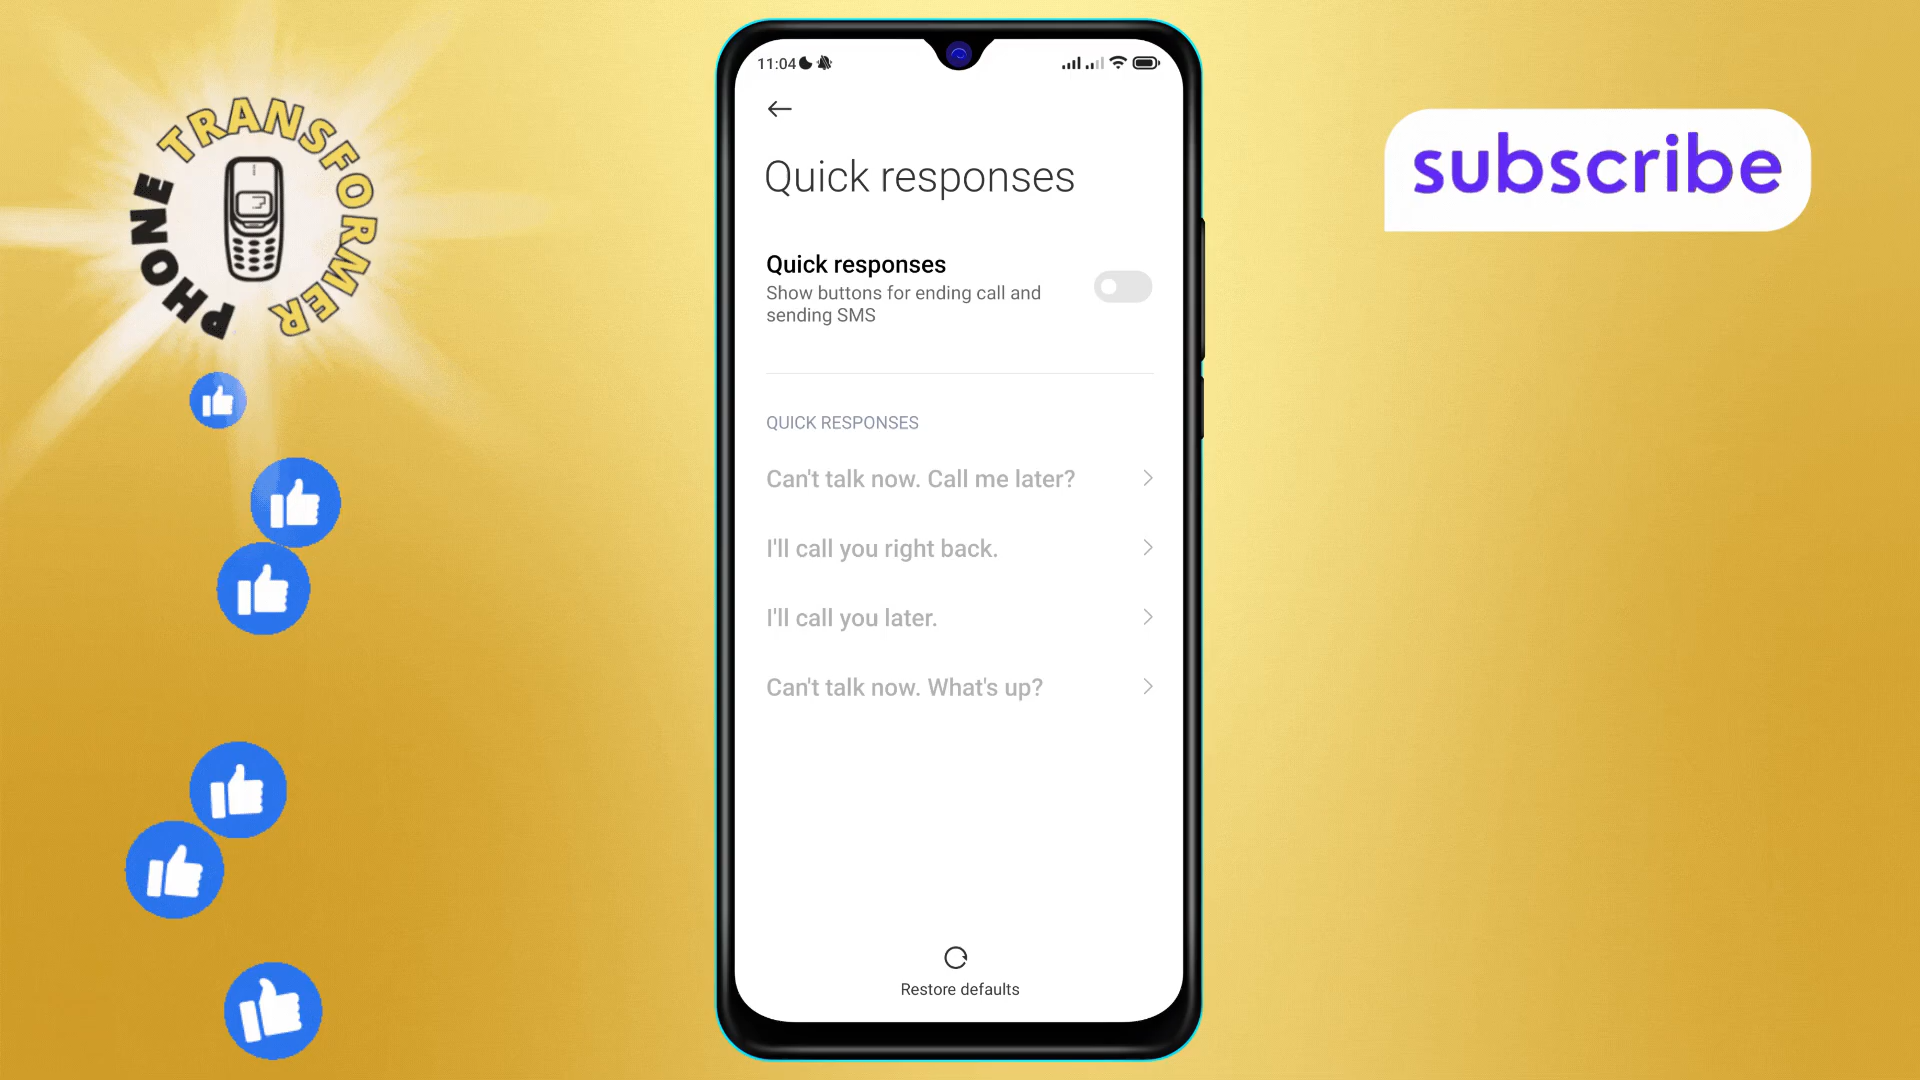 PHONE TRANSFORMER
subscribe
11:04
Quick responses
Quick responses
Show buttons for ending call and
sending SMS
QUICK RESPONSES
Can't talk now. Call me later?
I'll call you right back.
I'll call you later.
Can't talk now. What's up?
Restore defaults